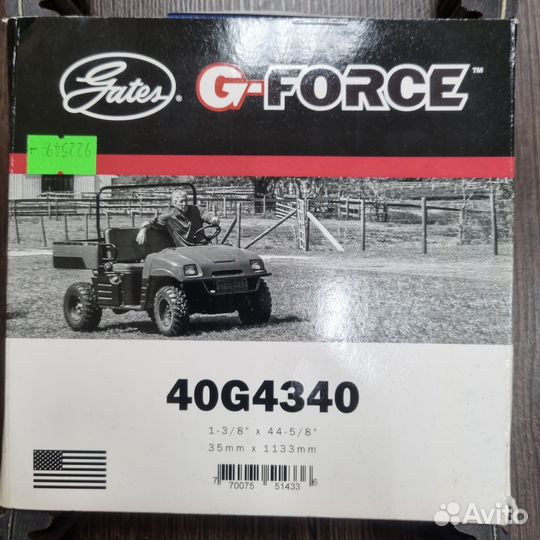 Gates® G-FORCE™
922549
1
40G4340
1-3/8" x 44-5/8"
35mm x 1133mm
7 70075 51433 6
Avito